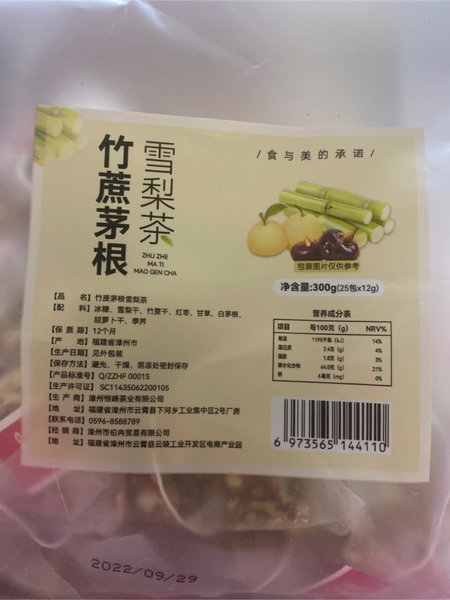 竹蔗茅根
雪梨茶
ZHU ZHE
MA TI
MAO GEN CHA
/食与美的承诺/
包装图片仅供参考
净含量:300g(25包x12g)
【品 名】 竹蔗茅根雪梨茶
【配 料】 冰糖、雪梨干、竹蔗干、红枣、甘草、白茅根、
胡萝卜干、荸荠
【保 质 期】 12个月
【产 地】 福建省漳州市
【生产日期】 见外包装
【保存方法】 避光、干燥、阴凉处密封保存
【产品标准号】 Q/ZZHF 0001S
【生产许可证】 SC11435062200105
【生 产 商】 漳州恒峰茶业有限公司
【地 址】 福建省漳州市云霄县下河乡工业集中区2号厂房
【联系电话】 0596-8588789
【经 销 商】 漳州市伯冉贸易有限公司
【地 址】 福建省漳州市云霄县云陵工业开发区电商产业园
营养成分表
项目 每100克(g) NRV%
能量 1195千焦(kJ) 14%
蛋白质 2.4克(g) 4%
脂肪 1.8克(g) 3%
碳水化合物 64.0克(g) 21%
钠 6毫克(mg) 0%
6 973565 144110
2022/09/29